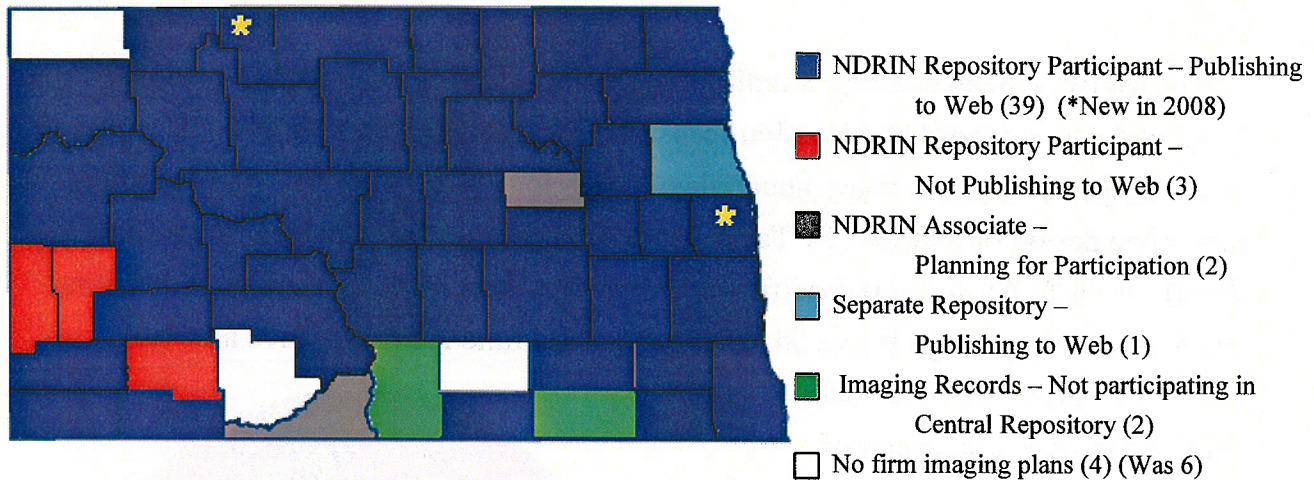 *
*
NDRIN Repository Participant – Publishing
to Web (39) (*New in 2008)
NDRIN Repository Participant –
Not Publishing to Web (3)
NDRIN Associate –
Planning for Participation (2)
Separate Repository –
Publishing to Web (1)
Imaging Records – Not participating in
Central Repository (2)
No firm imaging plans (4) (Was 6)